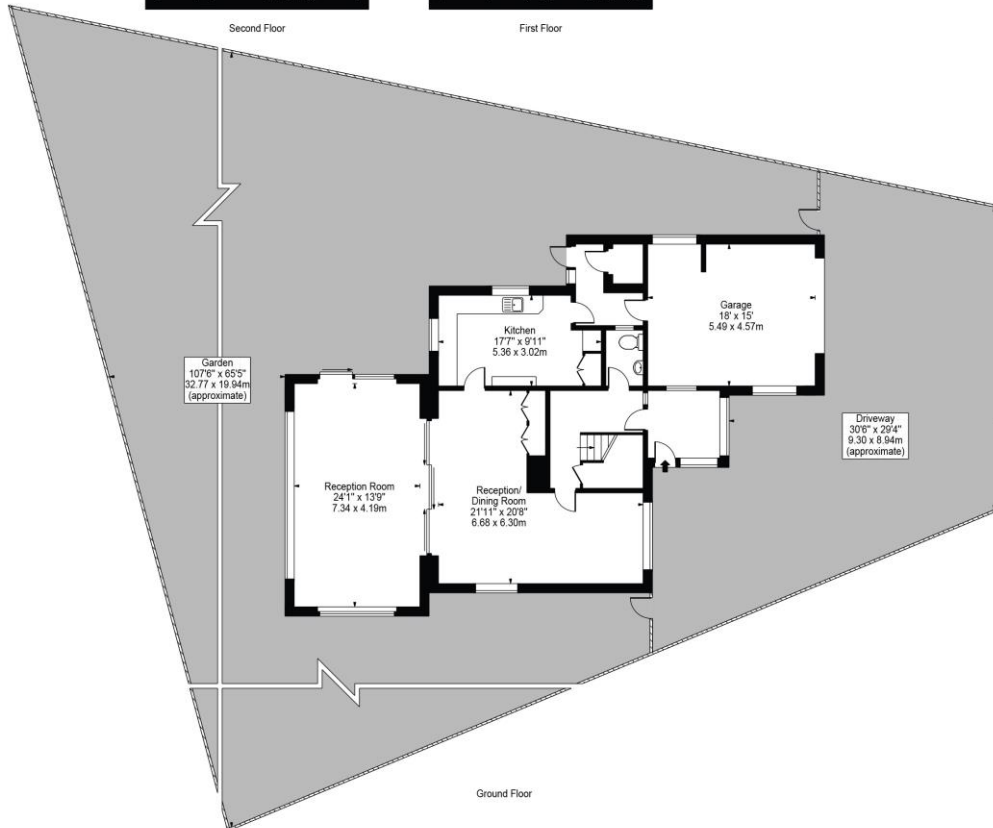 Second Floor
First Floor
Garage
18' x 15'
5.49 x 4.57m
Kitchen
17'7" x 9'11"
5.36 x 3.02m
Garden
107'6" x 65'5"
32.77 x 19.94m
(approximate)
Driveway
30'6" x 29'4"
9.30 x 8.94m
(approximate)
Reception Room
24'1" x 13'9"
7.34 x 4.19m
Reception/
Dining Room
21'11" x 20'8"
6.68 x 6.30m
Ground Floor